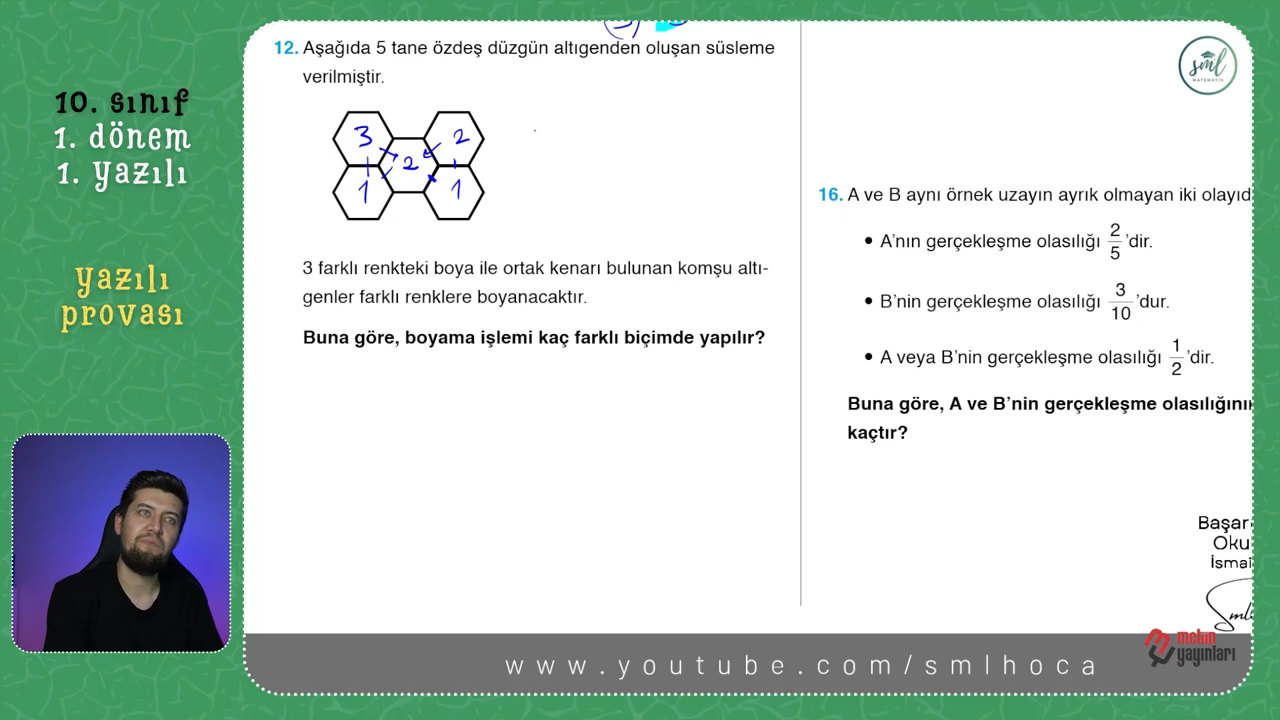 10. sınıf
1. dönem
1. yazılı
yazılı
provası
12. Aşağıda 5 tane özdeş düzgün altıgenden oluşan süsleme
verilmiştir.
3 2
2
1 1
3 farklı renkteki boya ile ortak kenarı bulunan komşu altı-
genler farklı renklere boyanacaktır.
Buna göre, boyama işlemi kaç farklı biçimde yapılır?
sml
MATEMATİK
16. A ve B aynı örnek uzayın ayrık olmayan iki olayıd
• A'nın gerçekleşme olasılığı 2/5 'dir.
• B'nin gerçekleşme olasılığı 3/10 'dur.
• A veya B'nin gerçekleşme olasılığı 1/2 'dir.
Buna göre, A ve B'nin gerçekleşme olasılığını
kaçtır?
Başar
Oku
İsmai
Sml
www.youtube.com/smlhoca
metin
yayınları